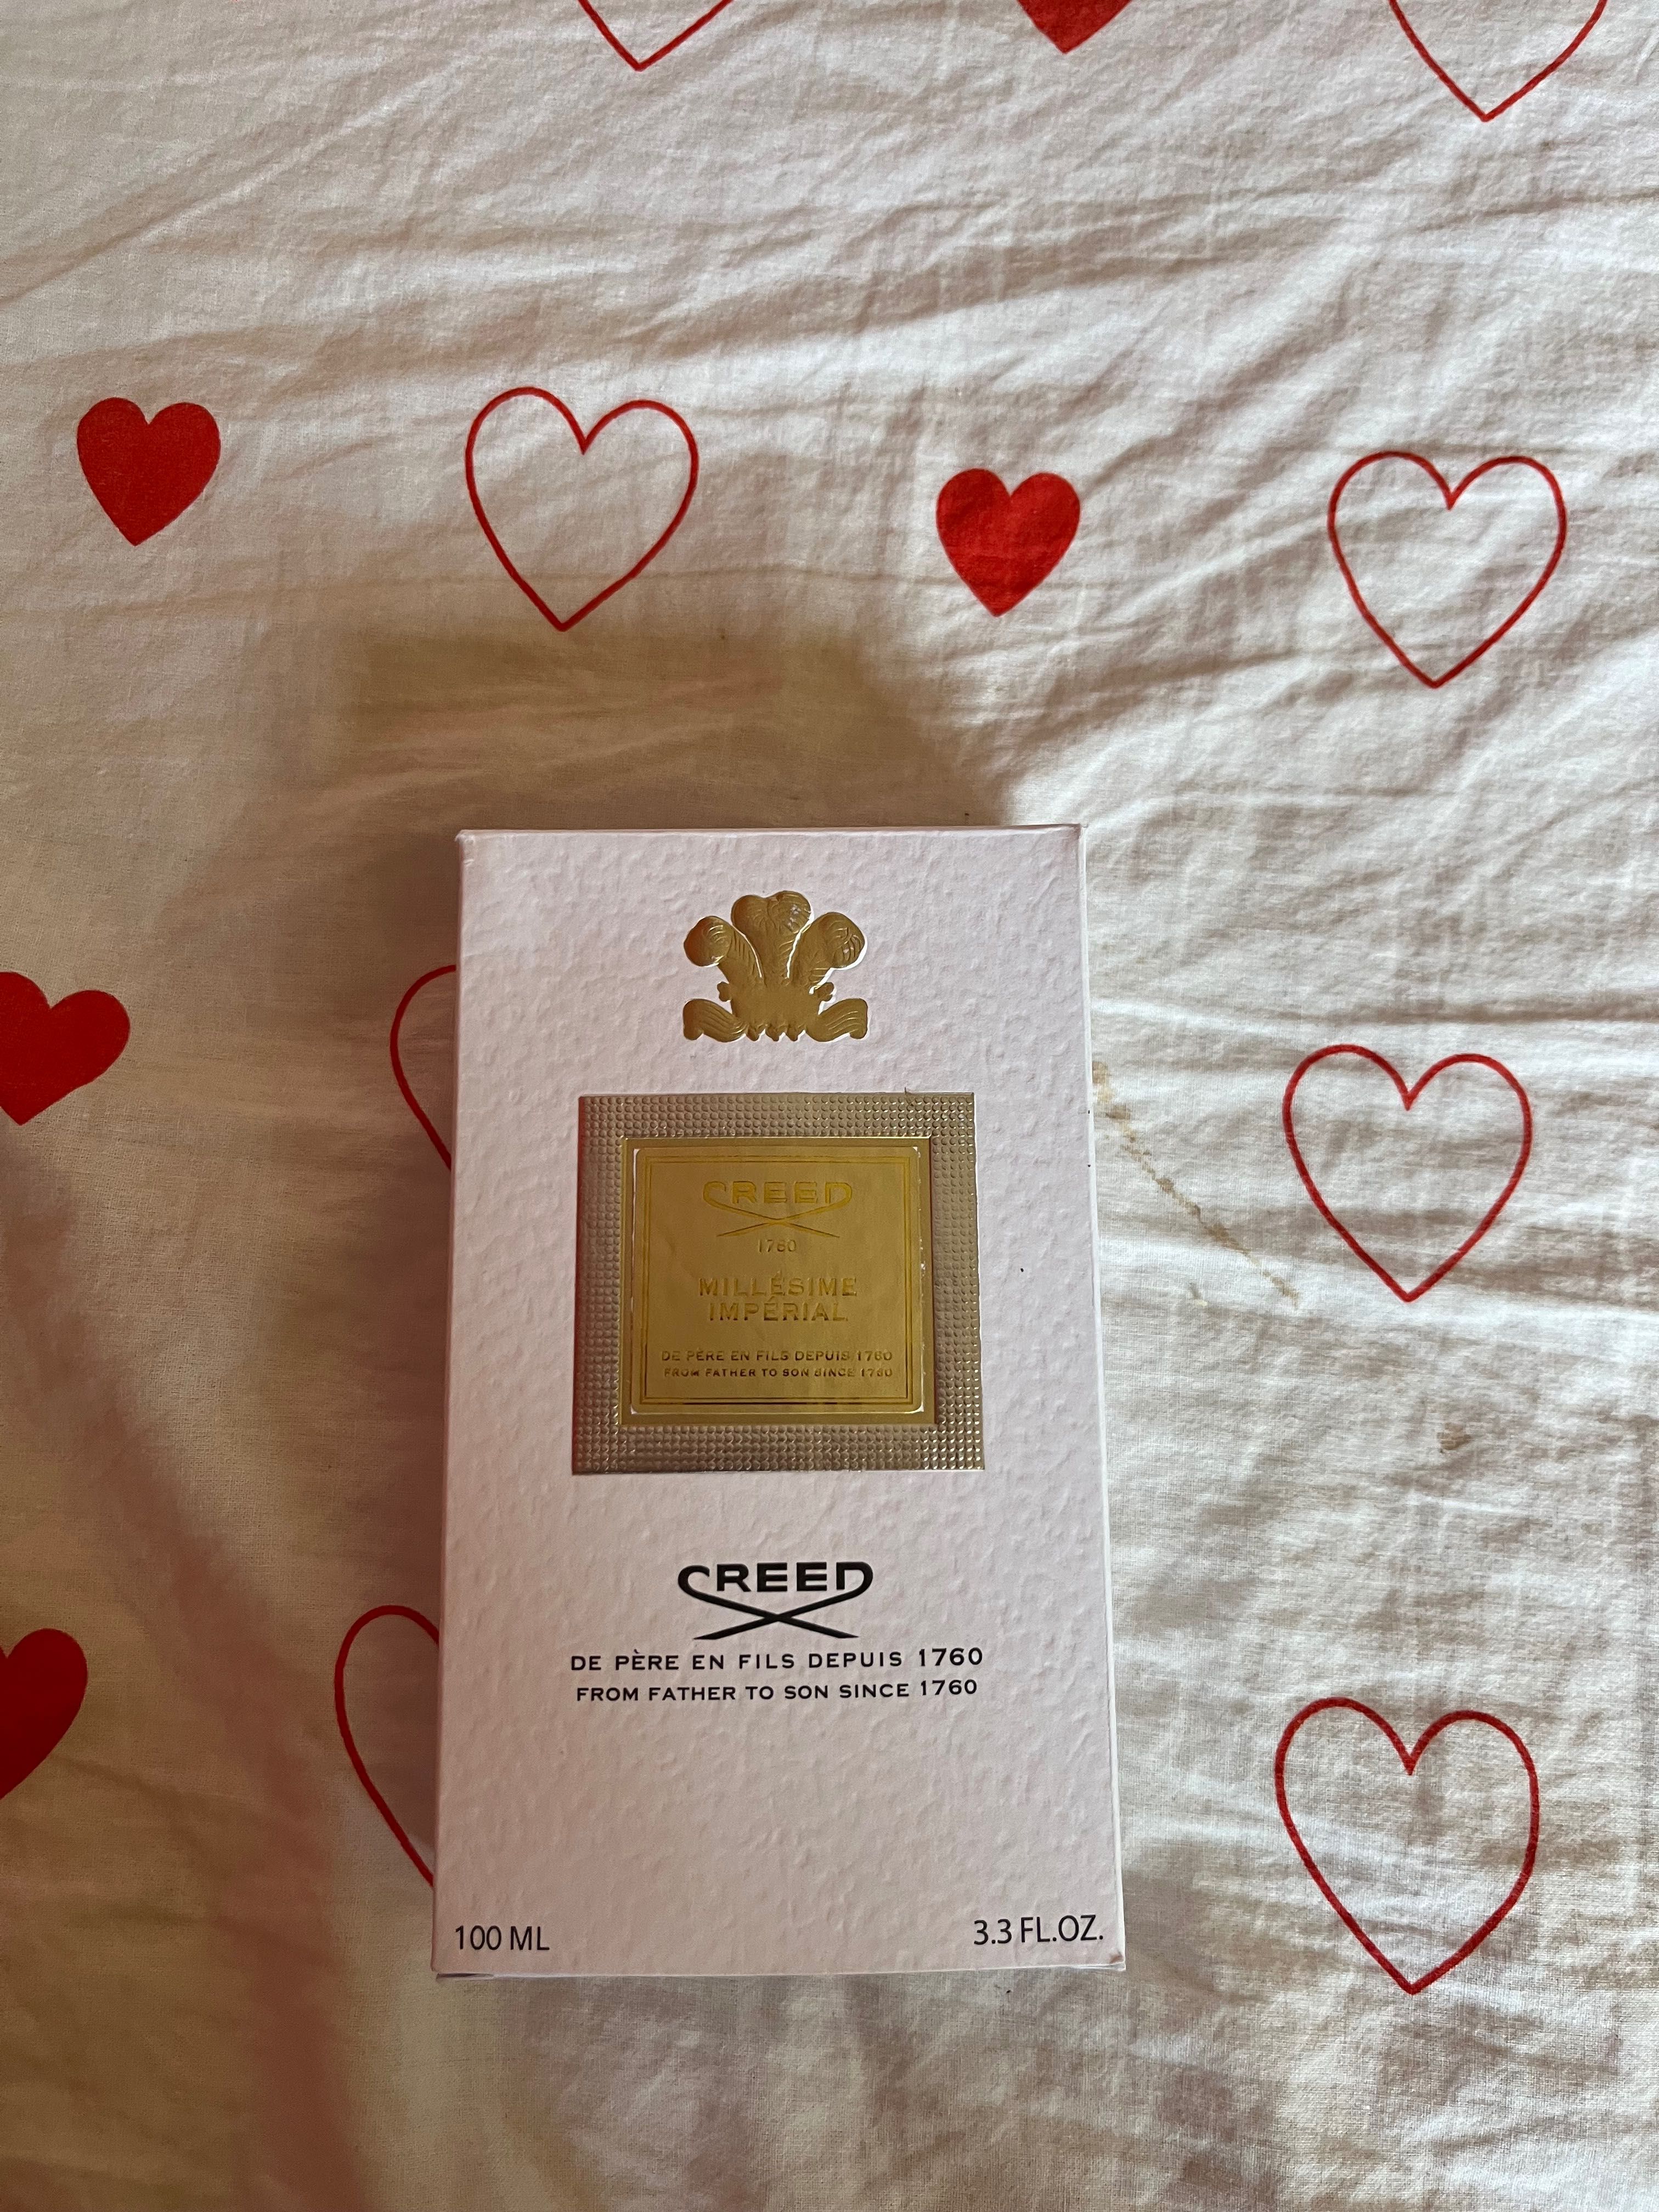 CREED
1760
MILLÉSIME
IMPÉRIAL
DE PÈRE EN FILS DEPUIS 1760
FROM FATHER TO SON SINCE 1760
CREED
DE PÈRE EN FILS DEPUIS 1760
FROM FATHER TO SON SINCE 1760
100 ML
3.3 FL.OZ.